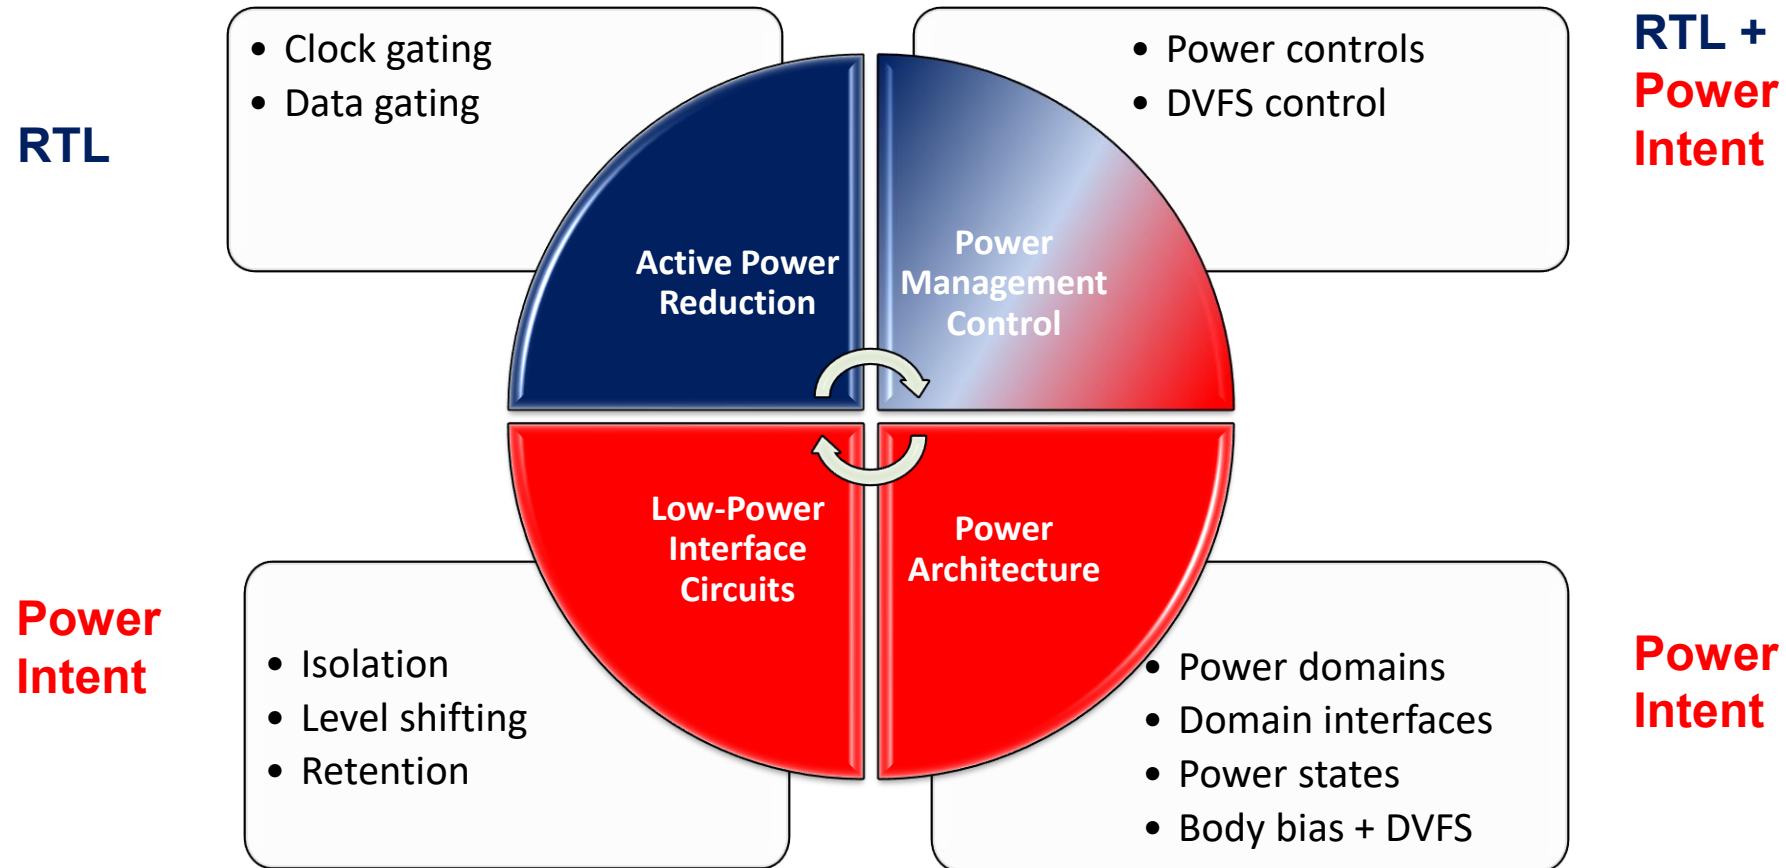 RTL
• Clock gating
• Data gating
• Power controls
• DVFS control
RTL +
Power
Intent
Active Power
Reduction
Power
Management
Control
Low-Power
Interface
Circuits
Power
Architecture
Power
Intent
• Isolation
• Level shifting
• Retention
• Power domains
• Domain interfaces
• Power states
• Body bias + DVFS
Power
Intent